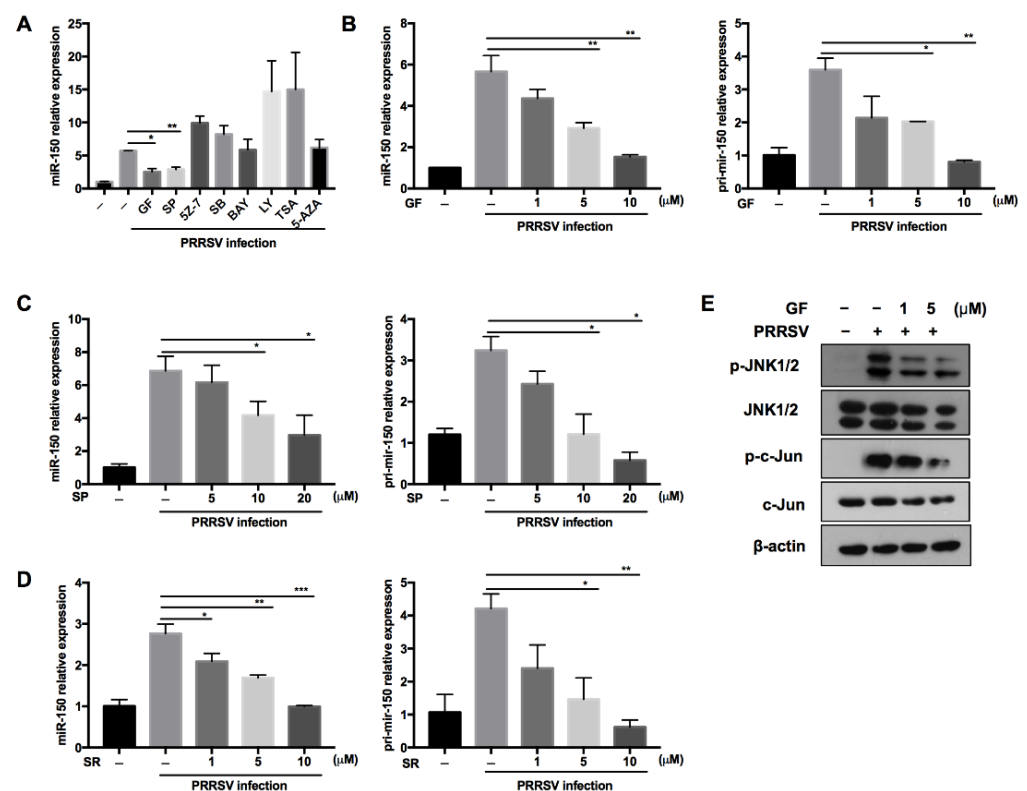 A
miR-150 relative expression
25
20
15
10
5
0
**
*
– – GF SP 5Z-7 SB BAY LY TSA 5-AZA
PRRSV infection
B
miR-150 relative expression
8
6
4
2
0
**
**
GF – – 1 5 10 (μM)
PRRSV infection
pri-mir-150 relative expression
5
4
3
2
1
0
**
*
GF – – 1 5 10 (μM)
PRRSV infection
C
miR-150 relative expression
10
8
6
4
2
0
*
*
SP – – 5 10 20 (μM)
PRRSV infection
pri-mir-150 relative expression
4
3
2
1
0
*
*
SP – – 5 10 20 (μM)
PRRSV infection
D
miR-150 relative expression
4
3
2
1
0
***
**
*
SR – – 1 5 10 (μM)
PRRSV infection
pri-mir-150 relative expression
5
4
3
2
1
0
**
*
SR – – 1 5 10 (μM)
PRRSV infection
E
GF – – 1 5 (μM)
PRRSV – + + +
p-JNK1/2
JNK1/2
p-c-Jun
c-Jun
β-actin